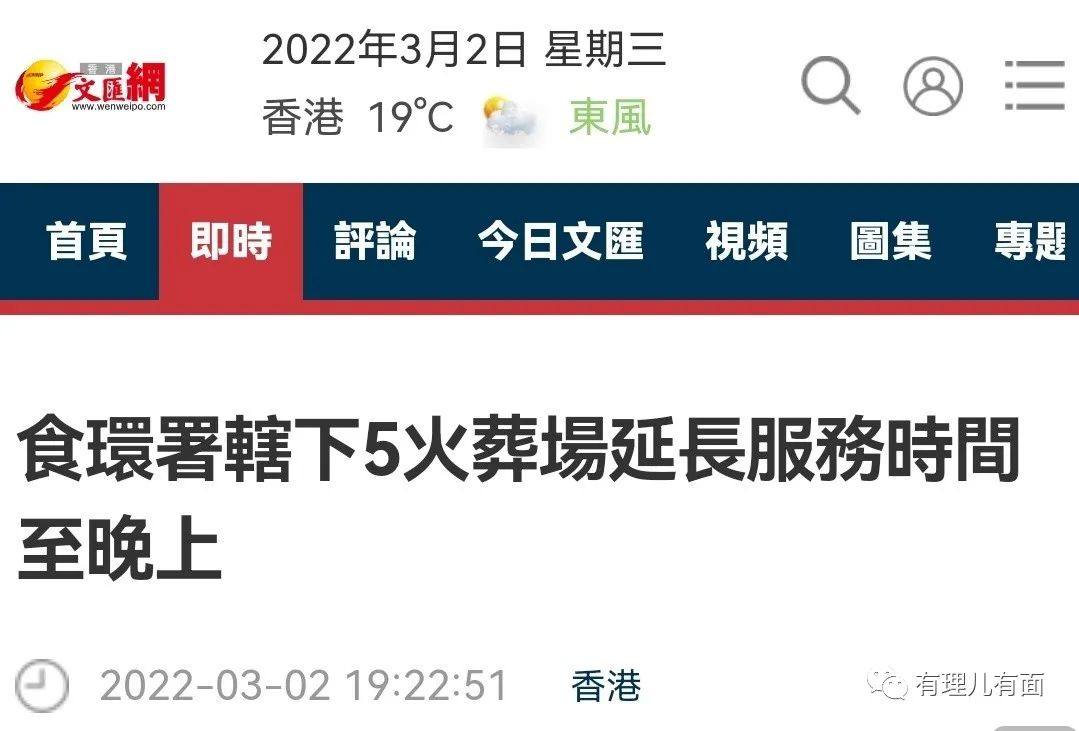 香港
文匯網
www.wenweipo.com
2022年3月2日 星期三
香港 19℃ 東風
首頁 即時 評論 今日文匯 視頻 圖集 專題
食環署轄下5火葬場延長服務時間
至晚上
2022-03-02 19:22:51 香港
有理儿有面